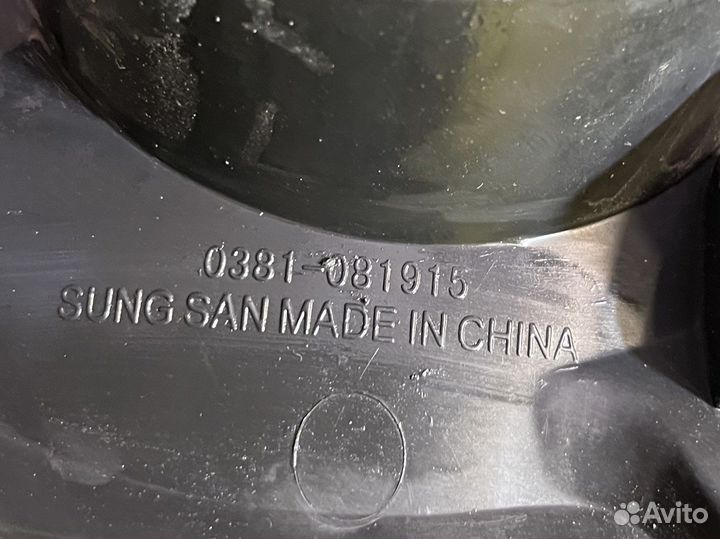 0381-081915
SUNG SAN MADE IN CHINA
Avito